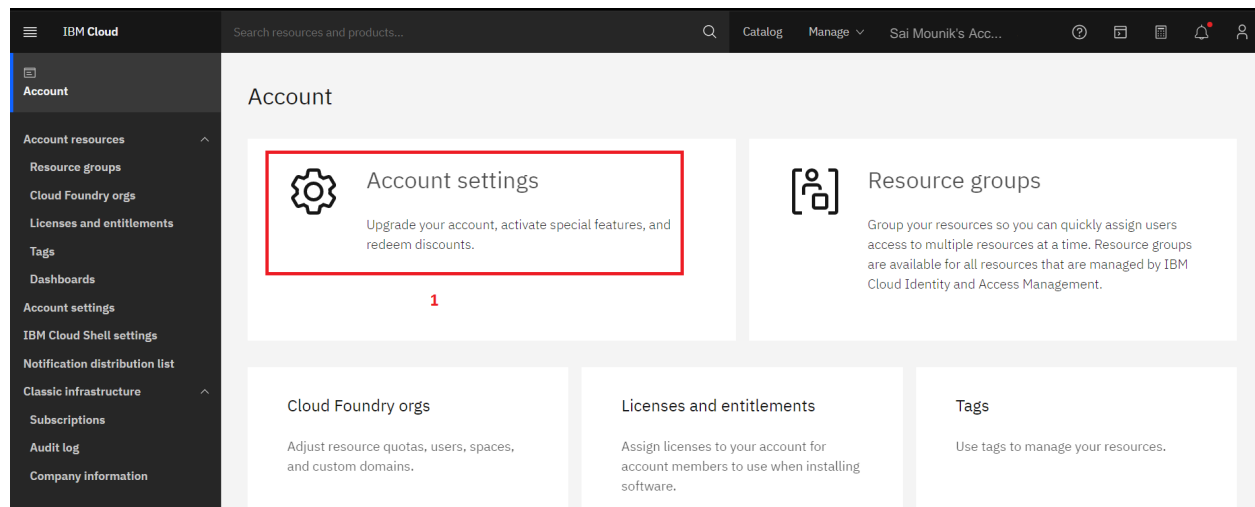 IBM Cloud
Search resources and products...
Catalog
Manage
Sai Mounik's Acc...
Account
Account resources
Resource groups
Cloud Foundry orgs
Licenses and entitlements
Tags
Dashboards
Account settings
IBM Cloud Shell settings
Notification distribution list
Classic infrastructure
Subscriptions
Audit log
Company information
Account
Account settings
Upgrade your account, activate special features, and
redeem discounts.
1
Resource groups
Group your resources so you can quickly assign users
access to multiple resources at a time. Resource groups
are available for all resources that are managed by IBM
Cloud Identity and Access Management.
Cloud Foundry orgs
Adjust resource quotas, users, spaces,
and custom domains.
Licenses and entitlements
Assign licenses to your account for
account members to use when installing
software.
Tags
Use tags to manage your resources.